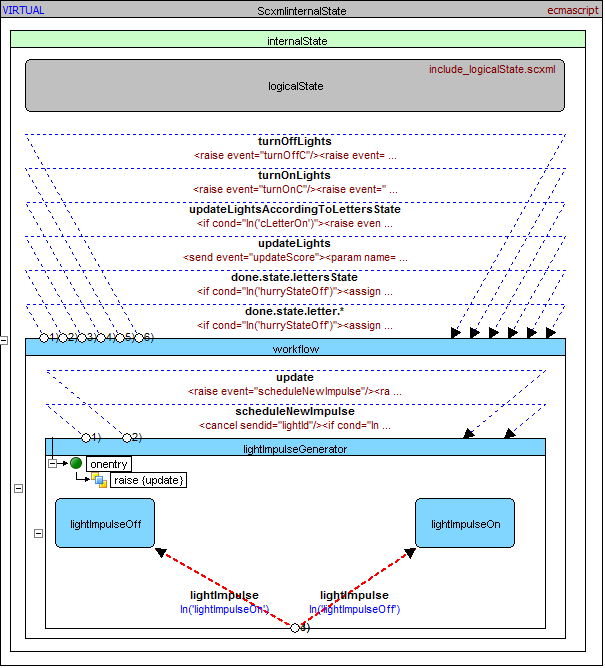 VIRTUAL ScxmlInternalState ecmascript
internalState
include_logicalState.scxml
logicalState
turnOffLights
<raise event="turnOffC"/><raise event= ...
turnOnLights
<raise event="turnOnC"/><raise event=" ...
updateLightsAccordingToLettersState
<if cond="In('cLetterOn')"><raise even ...
updateLights
<send event="updateScore"><param name= ...
done.state.lettersState
<if cond="In('hurryStateOff')"><assign ...
done.state.letter.*
<if cond="In('hurryStateOff')"><assign ...
1) 2) 3) 4) 5) 6)
workflow
update
<raise event="scheduleNewImpulse"/><ra ...
scheduleNewImpulse
<cancel sendid="lightId"/><if cond="In ...
1) 2)
lightImpulseGenerator
onentry
raise {update}
lightImpulseOff lightImpulseOn
lightImpulse lightImpulse
In('lightImpulseOn') In('lightImpulseOff')